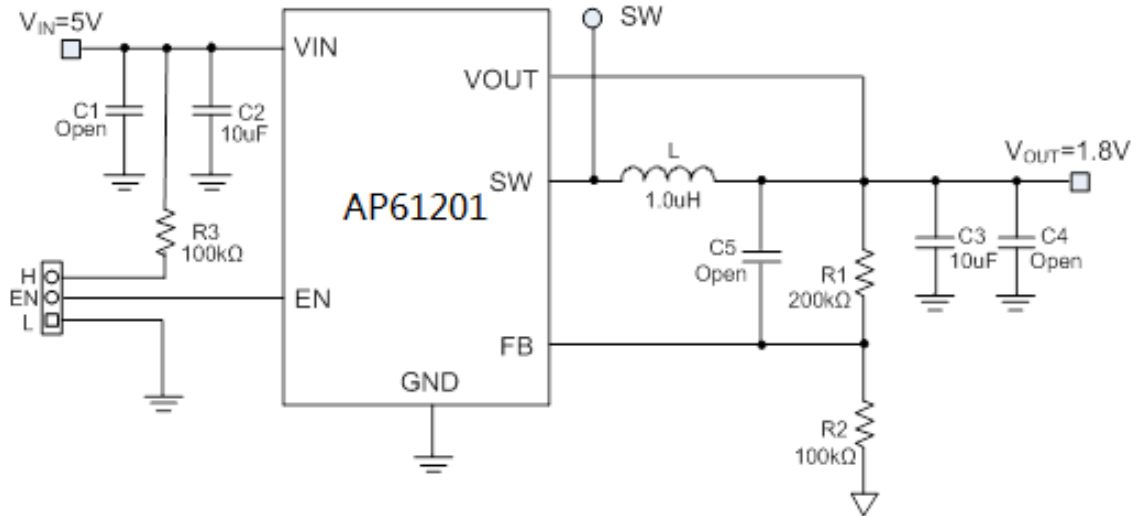 VIN=5V
SW
VIN
VOUT
C1
Open
C2
10uF
L
VOUT=1.8V
SW
AP61201
1.0uH
R3
100kΩ
C5
Open
C3
10uF
C4
Open
R1
200kΩ
H
EN
L
EN
FB
GND
R2
100kΩ